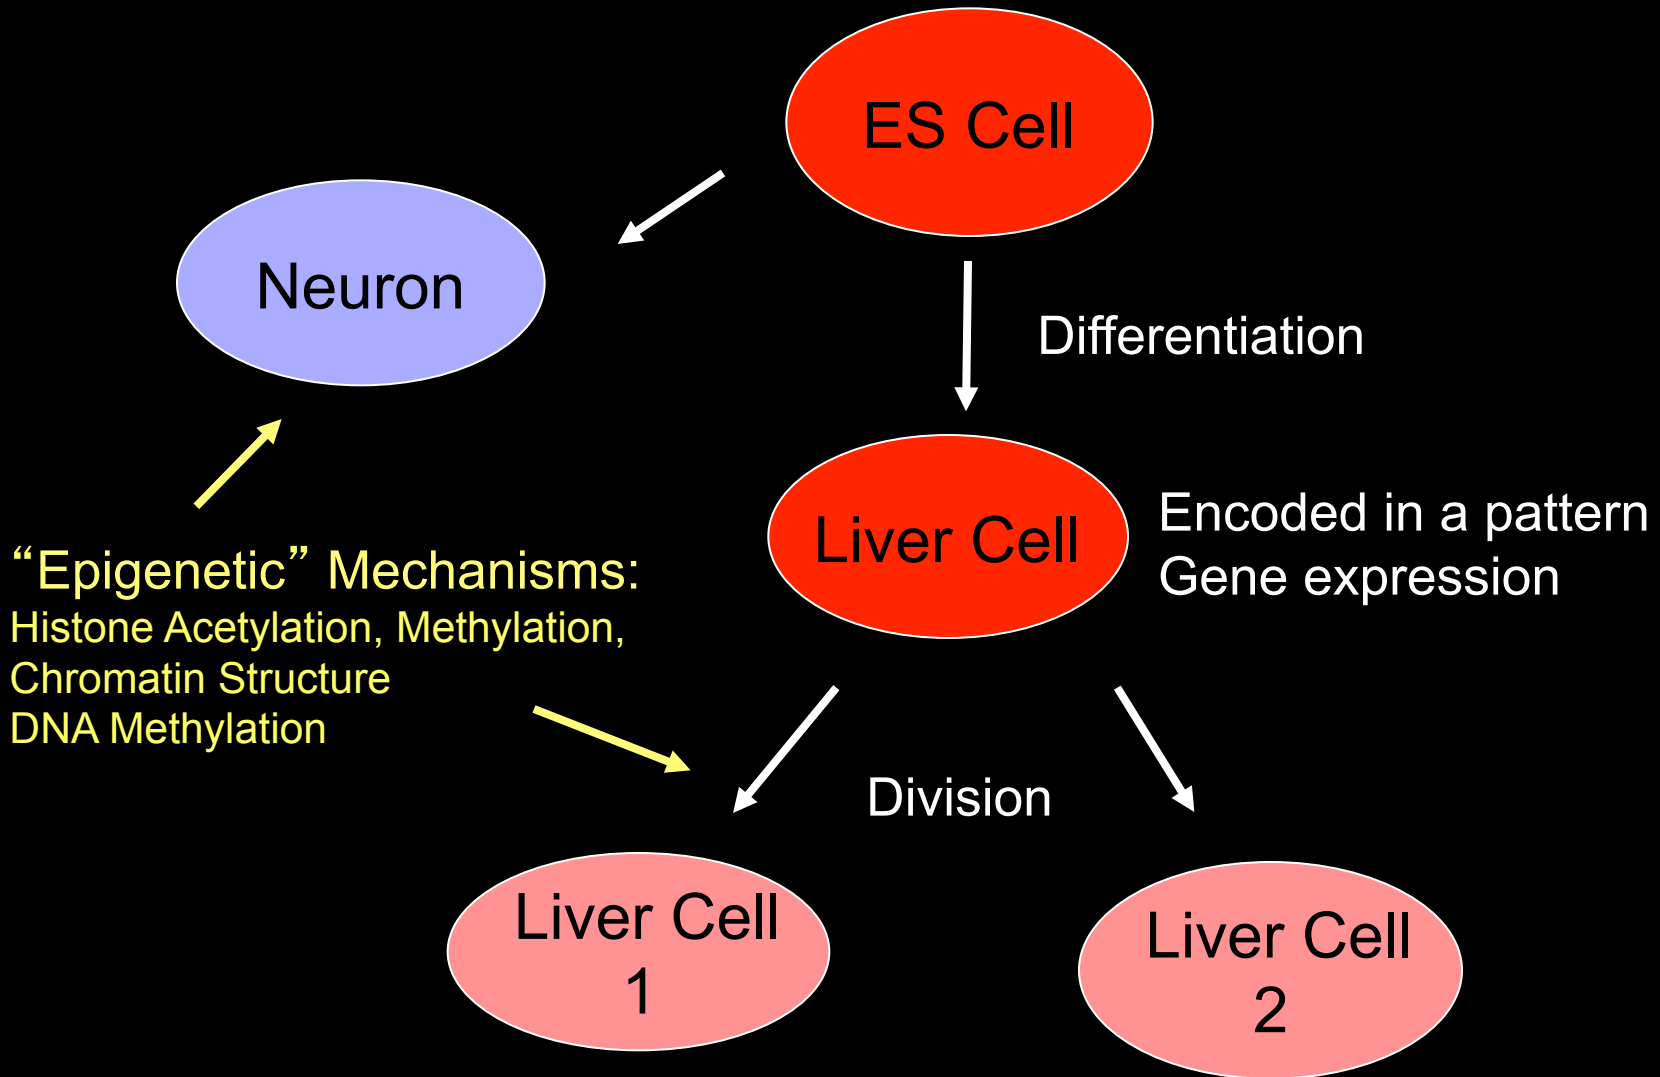 ES Cell
Neuron
Differentiation
Liver Cell
Encoded in a pattern
Gene expression
“Epigenetic” Mechanisms:
Histone Acetylation, Methylation,
Chromatin Structure
DNA Methylation
Division
Liver Cell
1
Liver Cell
2